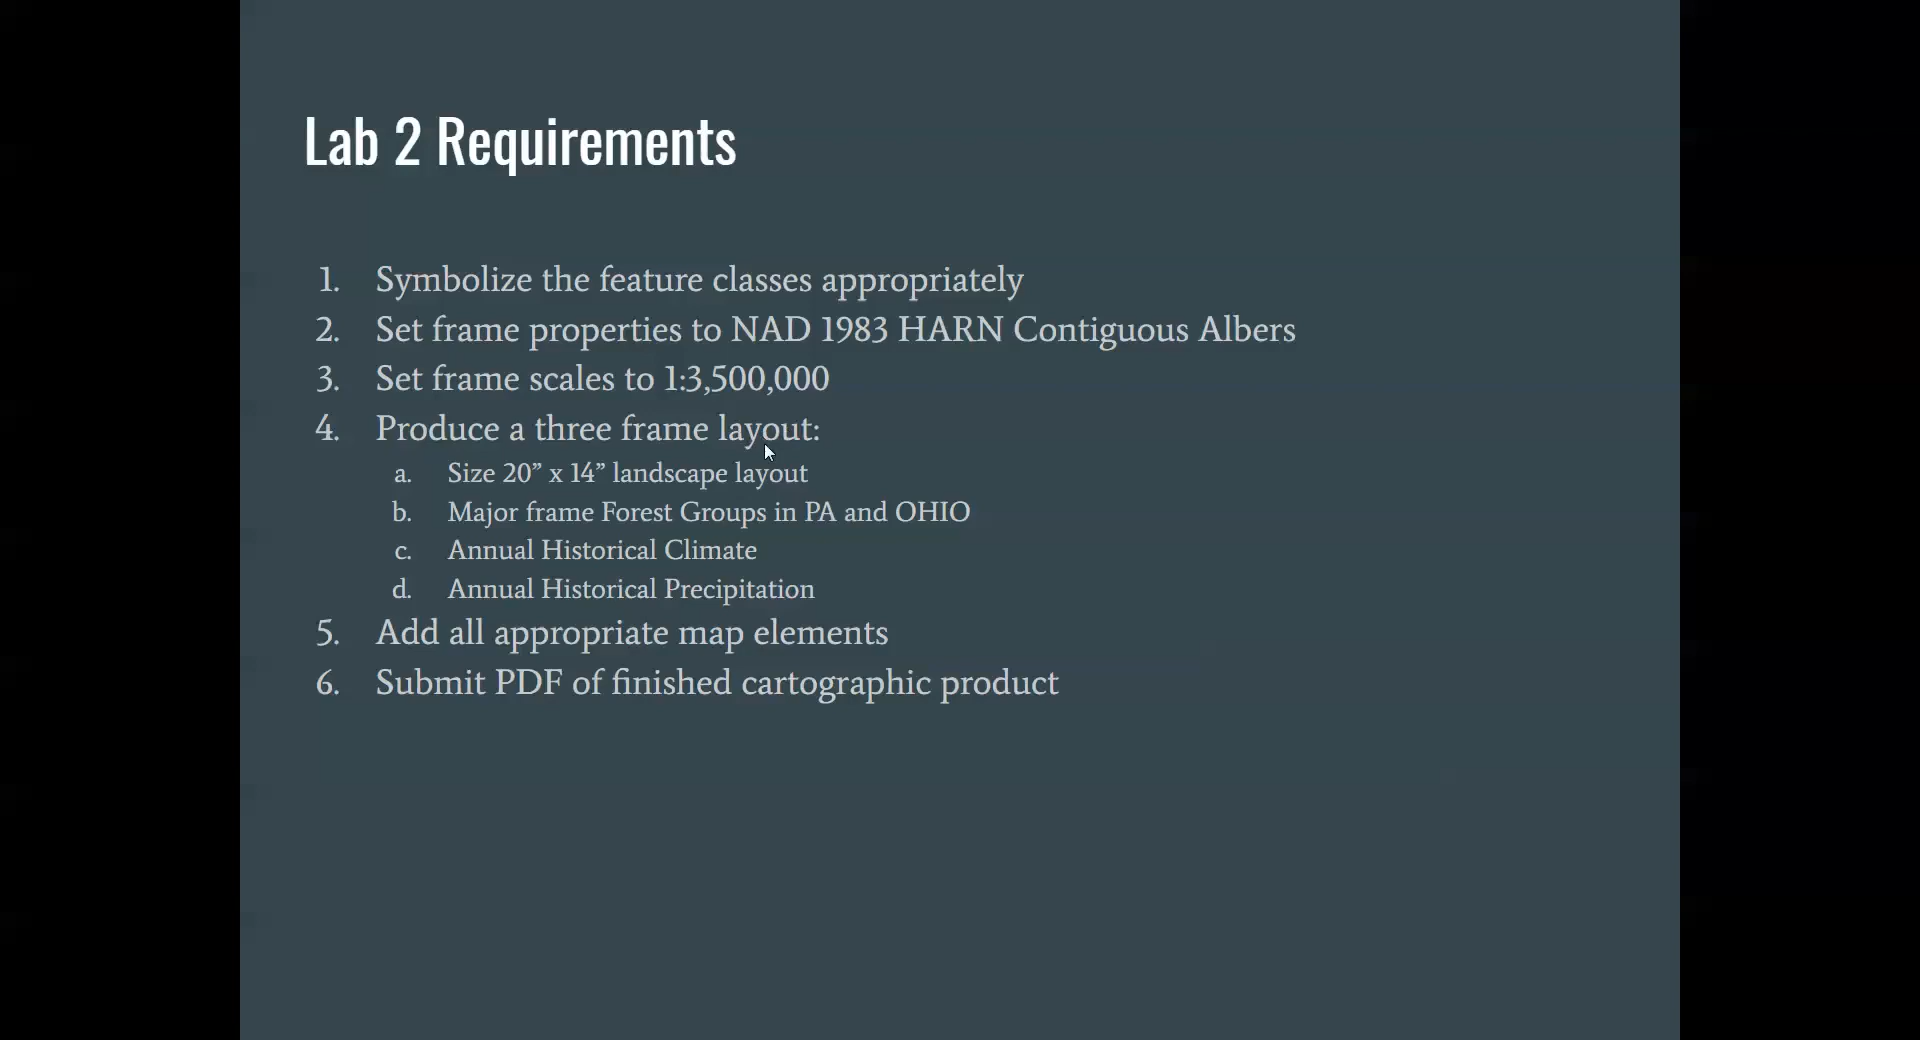 Lab 2 Requirements
1. Symbolize the feature classes appropriately
2. Set frame properties to NAD 1983 HARN Contiguous Albers
3. Set frame scales to 1:3,500,000
4. Produce a three frame layout:
a. Size 20” x 14” landscape layout
b. Major frame Forest Groups in PA and OHIO
c. Annual Historical Climate
d. Annual Historical Precipitation
5. Add all appropriate map elements
6. Submit PDF of finished cartographic product